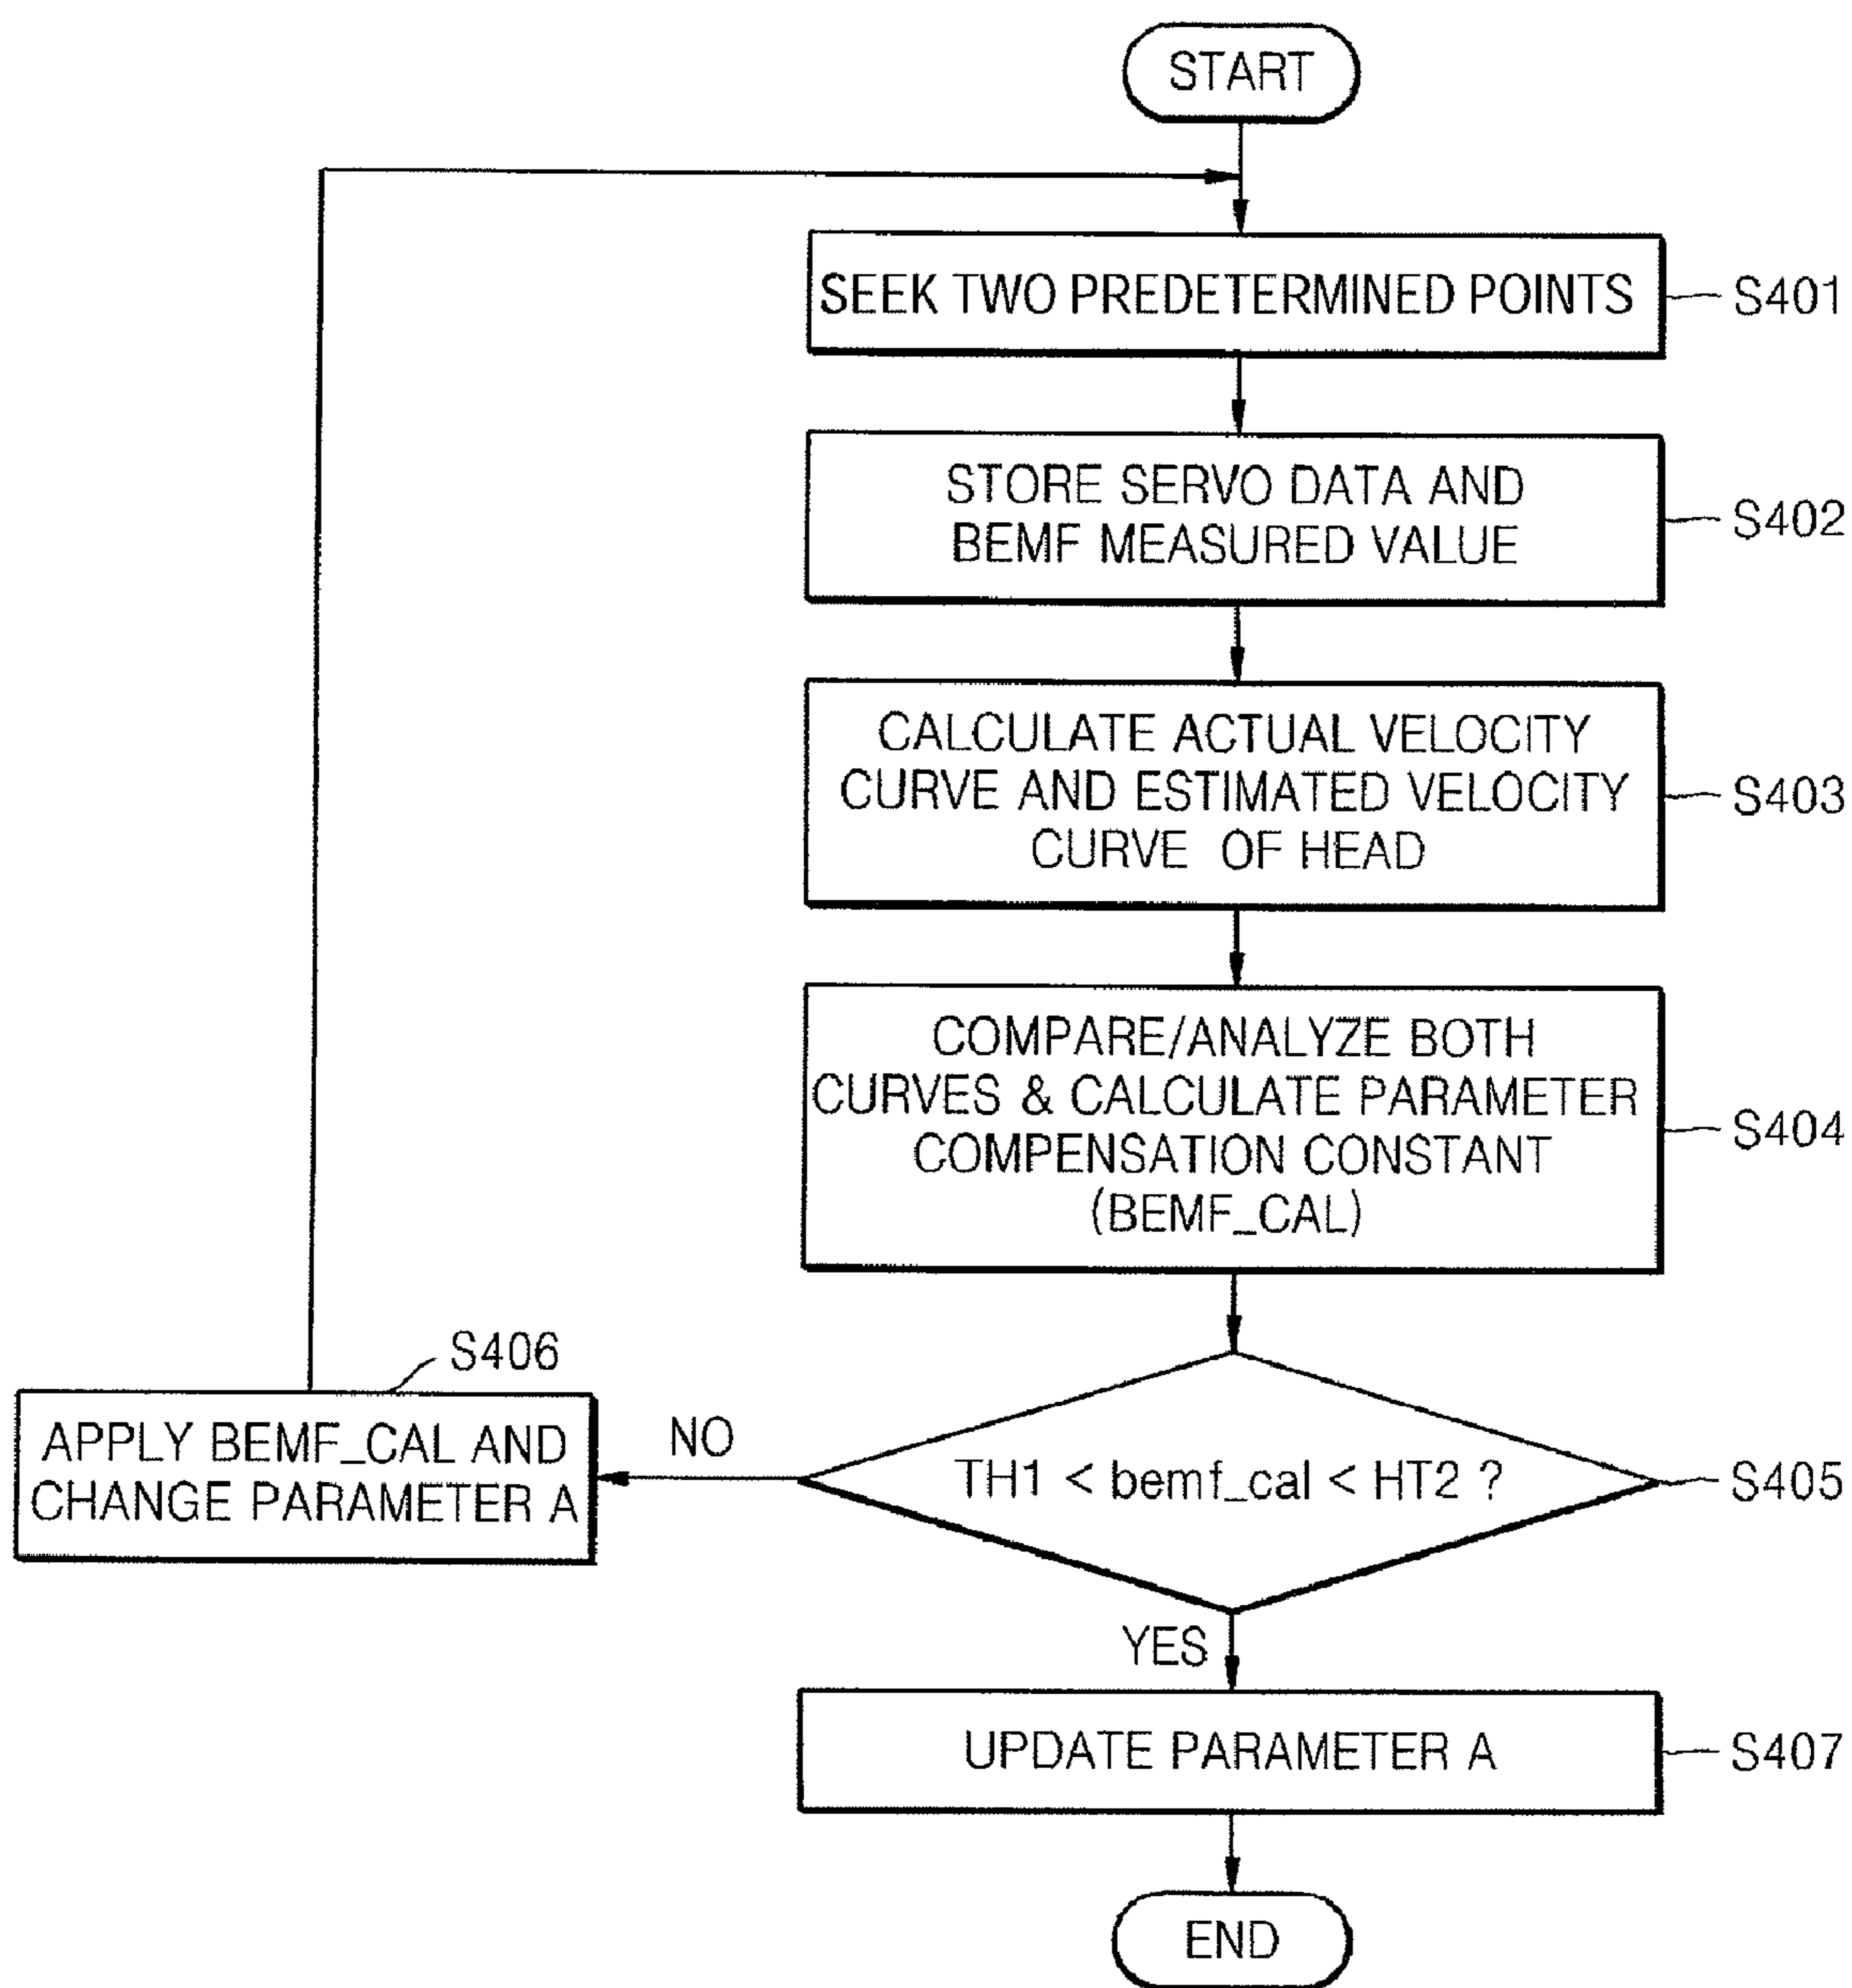 START
SEEK TWO PREDETERMINED POINTS
S401
STORE SERVO DATA AND
BEMF MEASURED VALUE
S402
CALCULATE ACTUAL VELOCITY
CURVE AND ESTIMATED VELOCITY
CURVE OF HEAD
S403
COMPARE/ANALYZE BOTH
CURVES & CALCULATE PARAMETER
COMPENSATION CONSTANT
(BEMF_CAL)
S404
TH1 < bemf_cal < HT2 ?
S405
NO
S406
APPLY BEMF_CAL AND
CHANGE PARAMETER A
YES
UPDATE PARAMETER A
S407
END